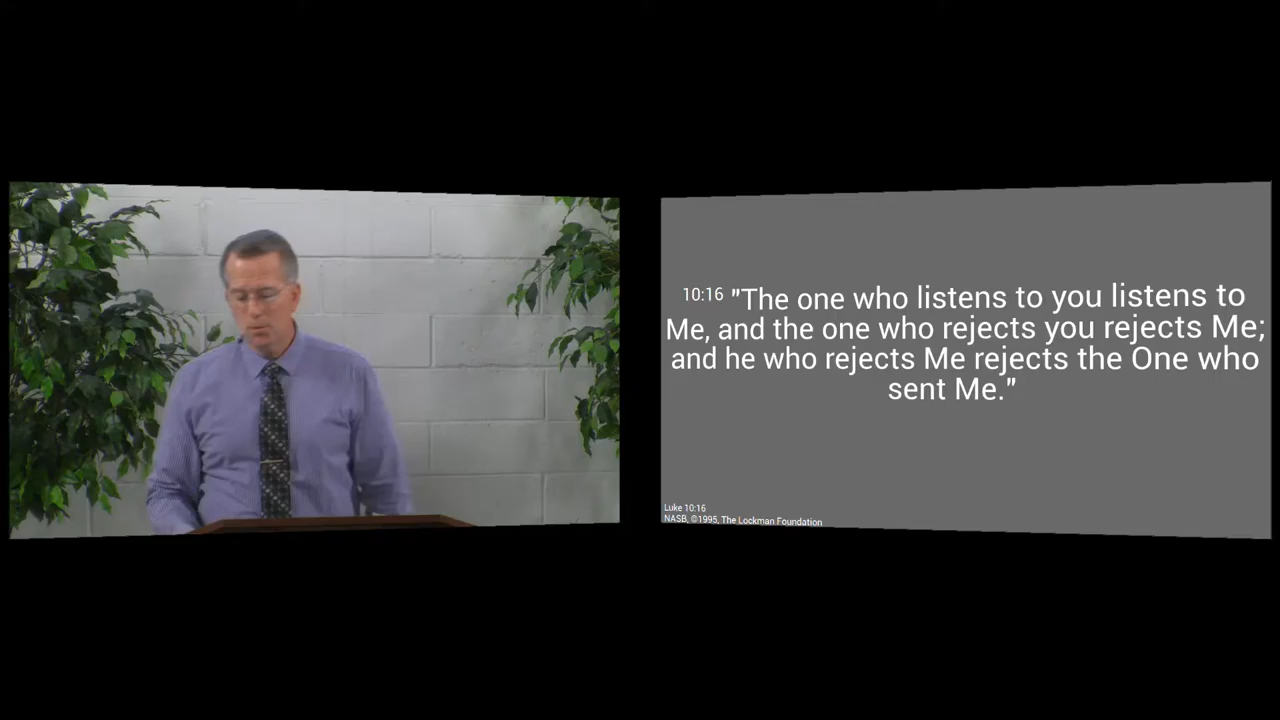 10:16 "The one who listens to you listens to
Me, and the one who rejects you rejects Me;
and he who rejects Me rejects the One who
sent Me."
Luke 10:16
NASB, ©1995, The Lockman Foundation